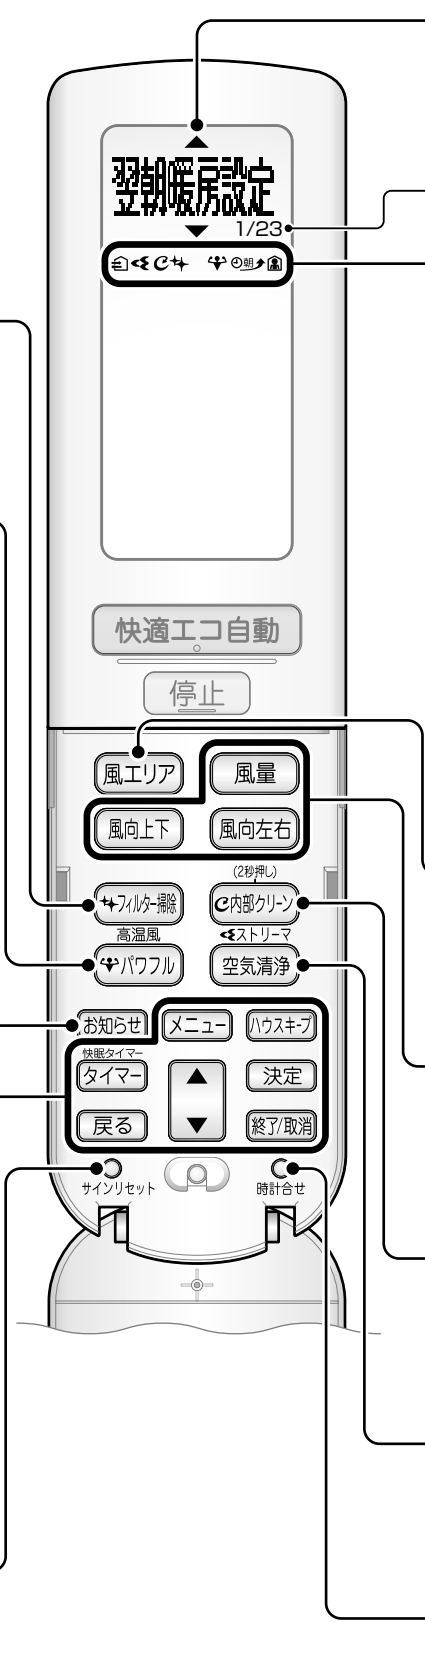 翌朝暖房設定
1/23
朝
快適エコ自動
停止
風エリア
風量
風向上下
風向左右
(2秒押し)
フィルター掃除
内部クリーン
高温風
ストリーマ
パワフル
空気清浄
お知らせ
メニュー
ハウスキープ
快眠タイマー
タイマー
決定
戻る
終了/取消
サインリセット
時計合せ